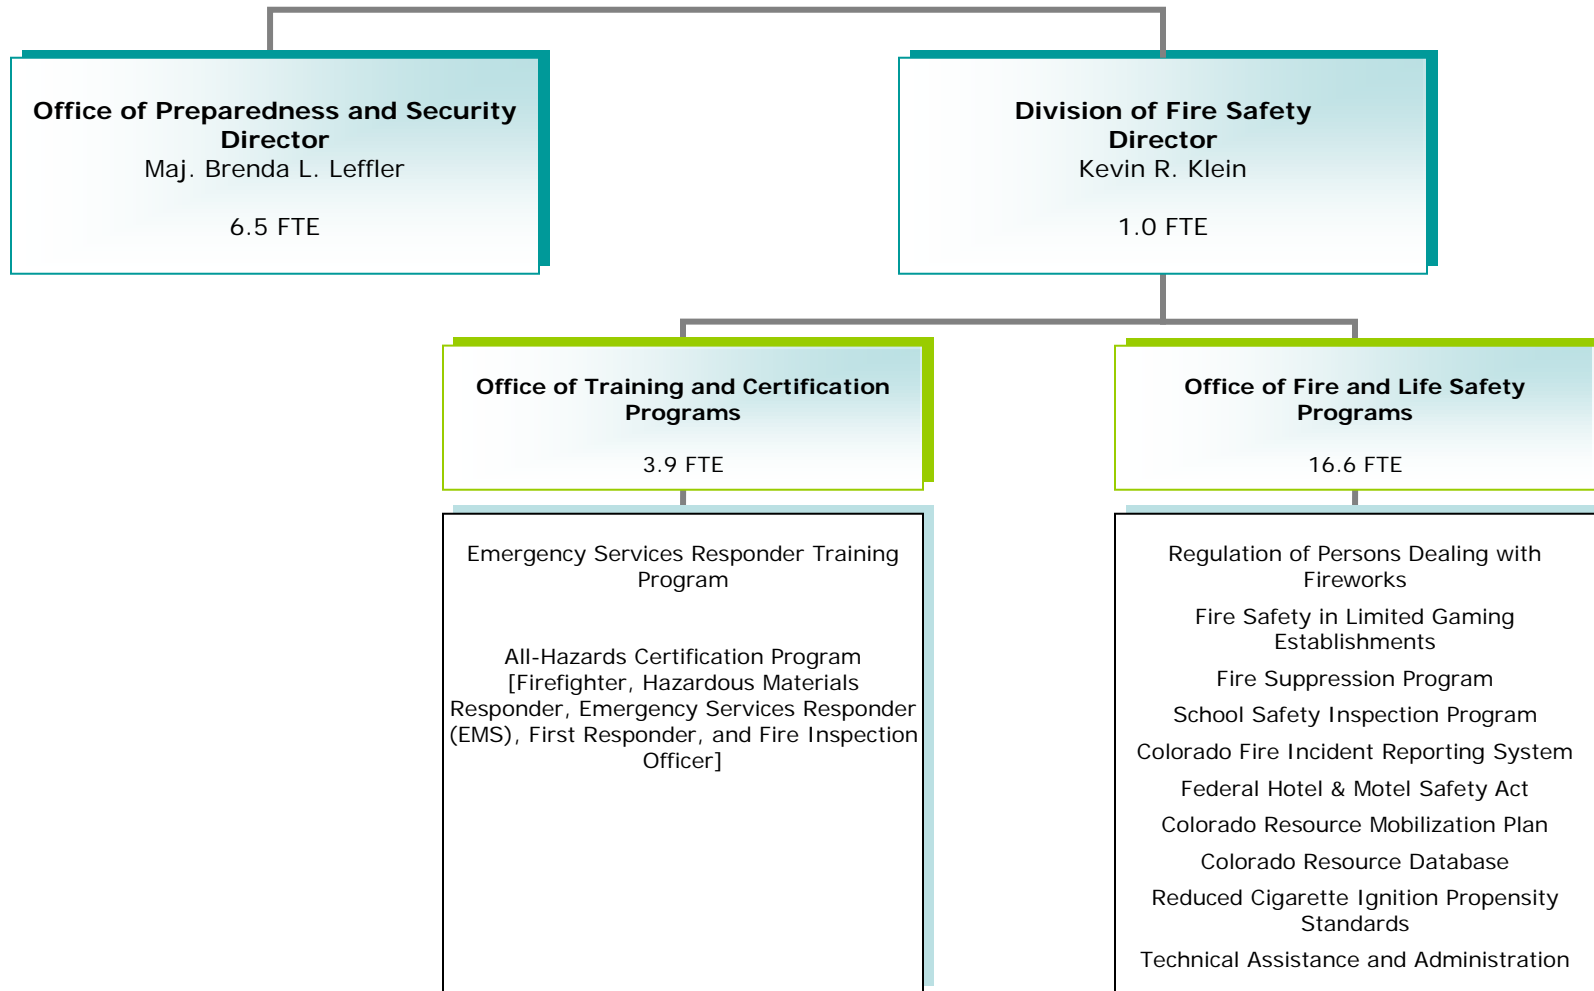 Office of Preparedness and Security
Director
Maj. Brenda L. Leffler
6.5 FTE
Division of Fire Safety
Director
Kevin R. Klein
1.0 FTE
Office of Training and Certification
Programs
3.9 FTE
Office of Fire and Life Safety
Programs
16.6 FTE
Emergency Services Responder Training
Program
All-Hazards Certification Program
[Firefighter, Hazardous Materials
Responder, Emergency Services Responder
(EMS), First Responder, and Fire Inspection
Officer]
Regulation of Persons Dealing with
Fireworks
Fire Safety in Limited Gaming
Establishments
Fire Suppression Program
School Safety Inspection Program
Colorado Fire Incident Reporting System
Federal Hotel & Motel Safety Act
Colorado Resource Mobilization Plan
Colorado Resource Database
Reduced Cigarette Ignition Propensity
Standards
Technical Assistance and Administration